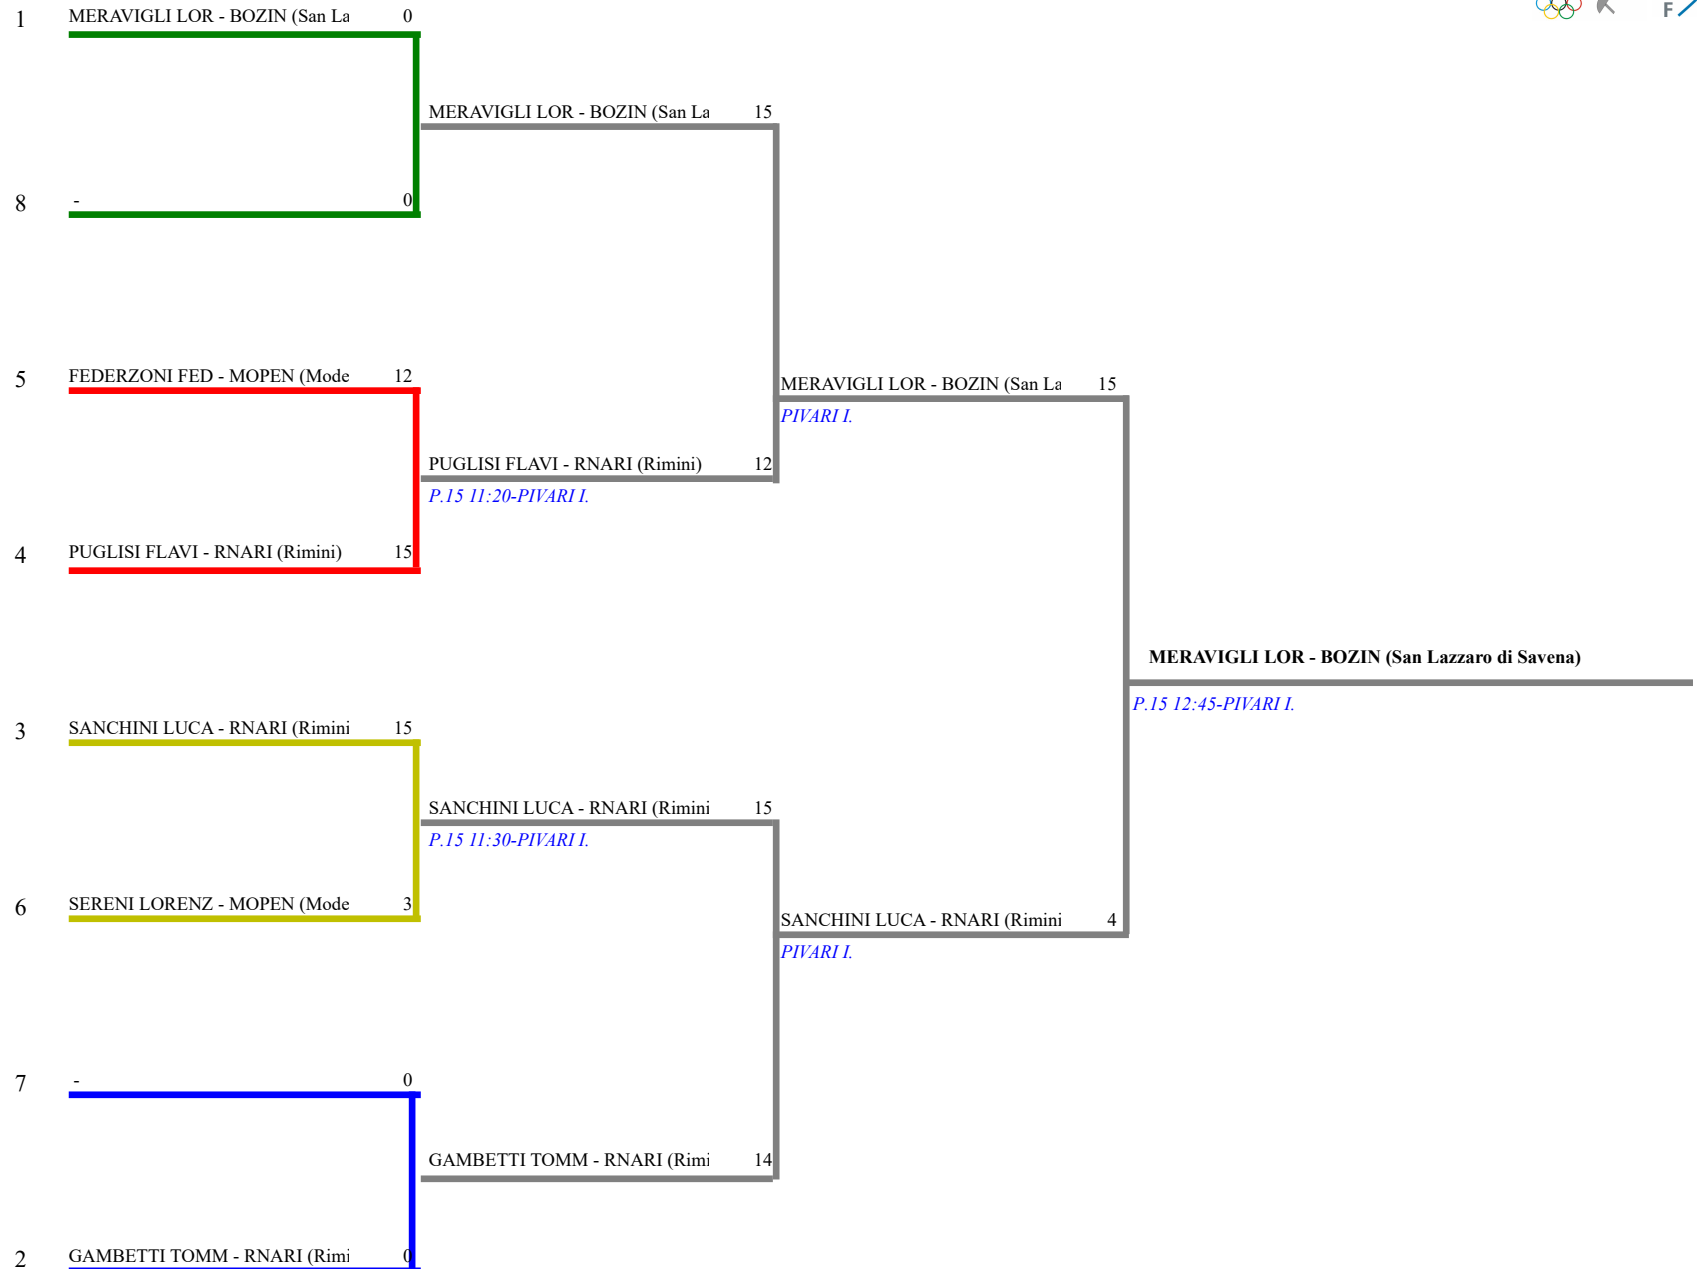 1 MERAVIGLI LOR - BOZIN (San La 0
MERAVIGLI LOR - BOZIN (San La 15
8 - 0
5 FEDERZONI FED - MOPEN (Mode 12
MERAVIGLI LOR - BOZIN (San La 15
PIVARI I.
PUGLISI FLAVI - RNARI (Rimini) 12
P.15 11:20-PIVARI I.
4 PUGLISI FLAVI - RNARI (Rimini) 15
MERAVIGLI LOR - BOZIN (San Lazzaro di Savena)
P.15 12:45-PIVARI I.
3 SANCHINI LUCA - RNARI (Rimini 15
SANCHINI LUCA - RNARI (Rimini 15
P.15 11:30-PIVARI I.
6 SERENI LORENZ - MOPEN (Mode 3
SANCHINI LUCA - RNARI (Rimini 4
PIVARI I.
7 - 0
GAMBETTI TOMM - RNARI (Rimi 14
2 GAMBETTI TOMM - RNARI (Rimi 0
F